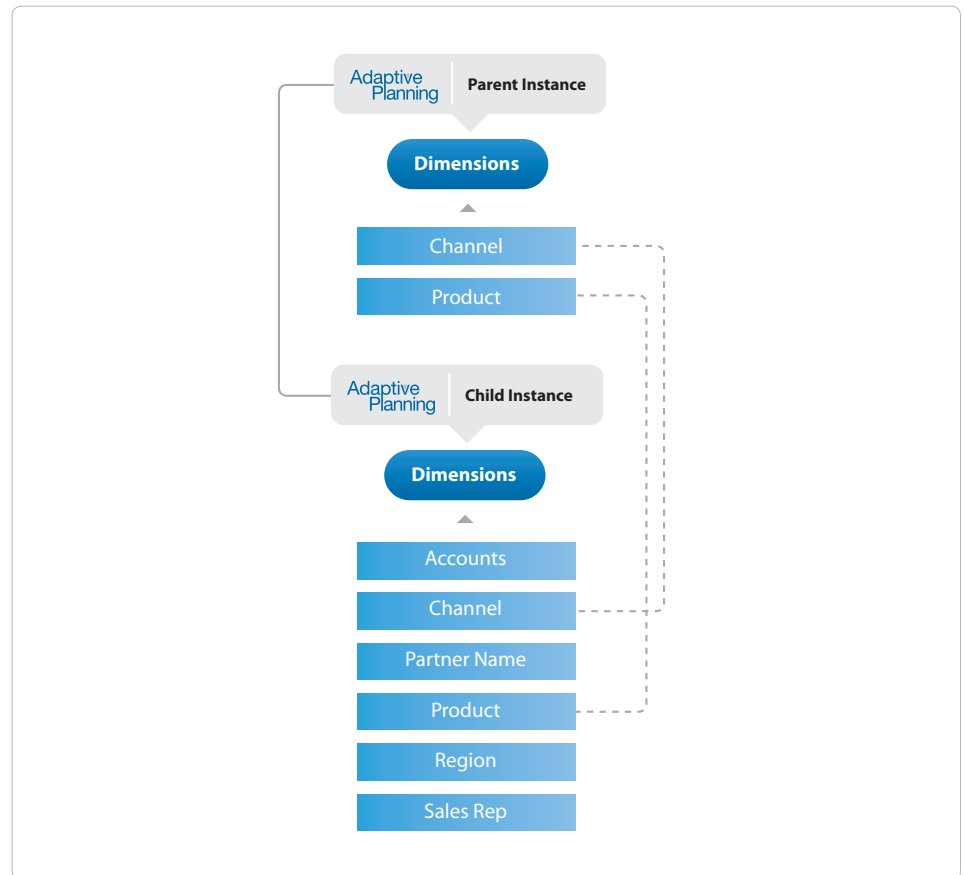 Adaptive
Planning
Parent Instance
Dimensions
Channel
Product
Adaptive
Planning
Child Instance
Dimensions
Accounts
Channel
Partner Name
Product
Region
Sales Rep